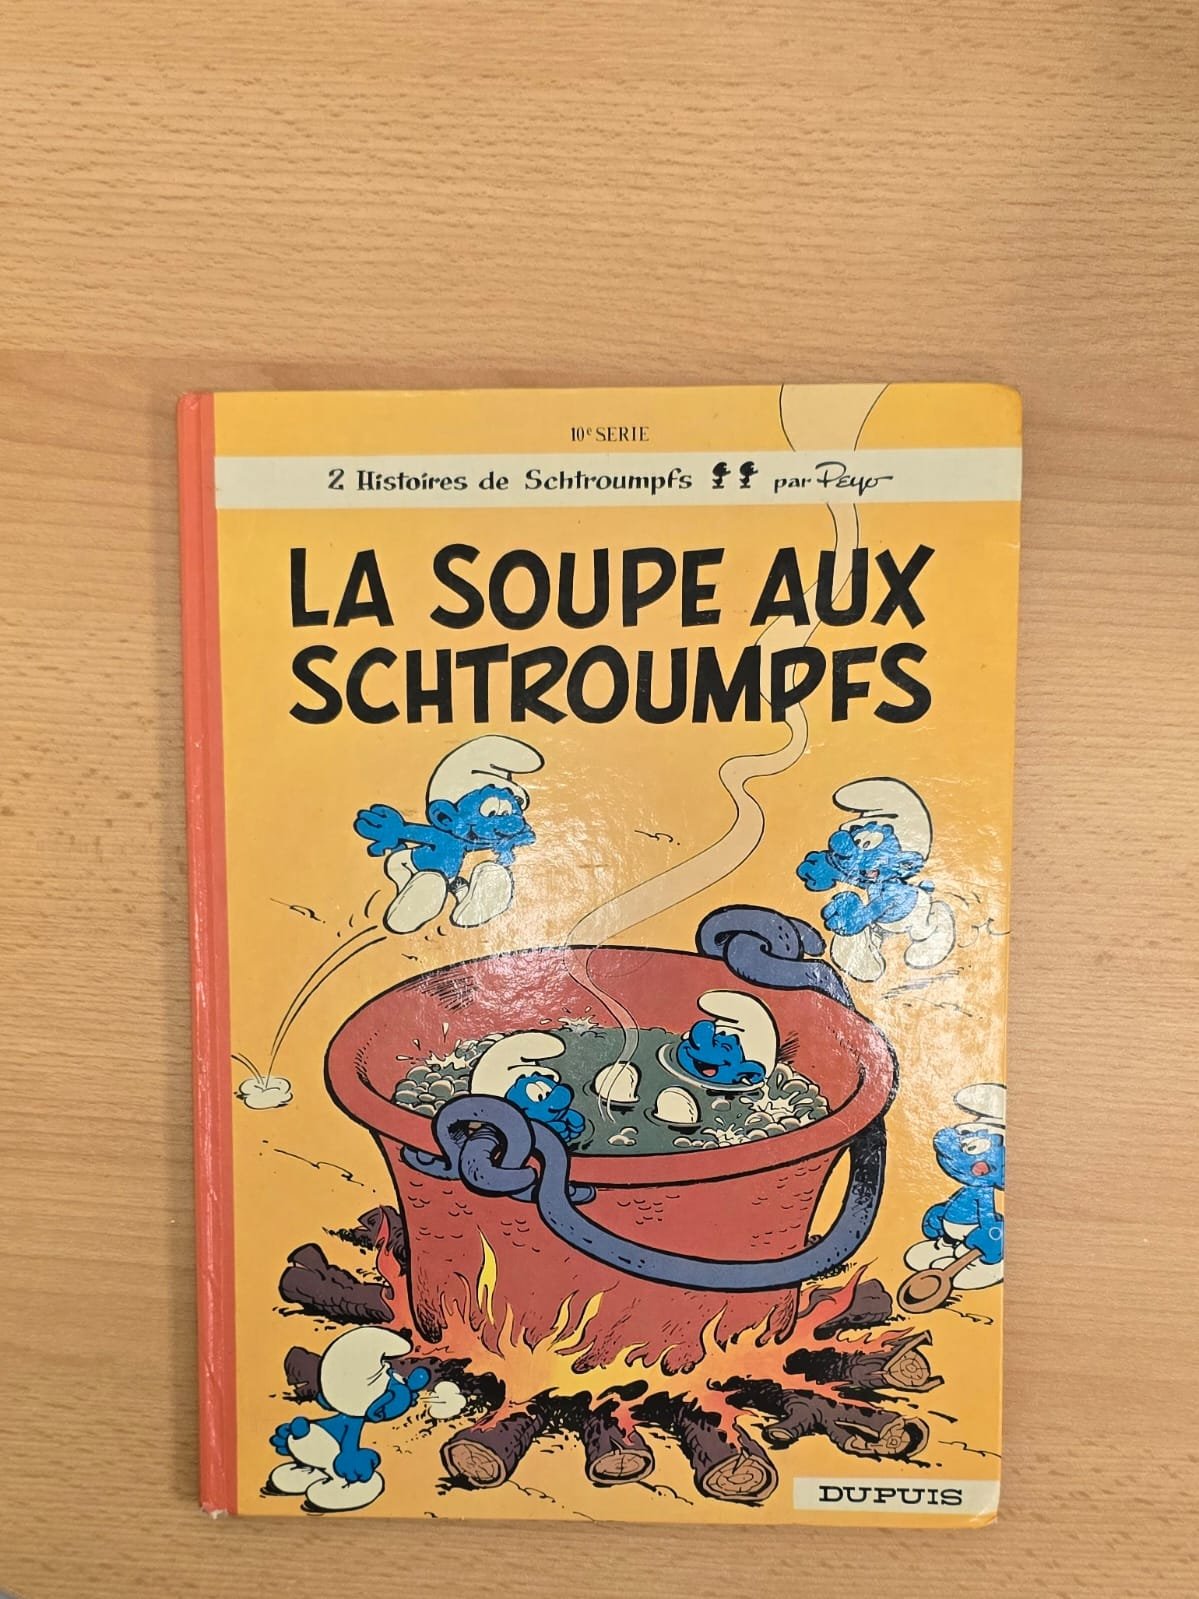 10e SERIE
2 Histoires de Schtroumpfs par Peyo
LA SOUPE AUX
SCHTROUMPFS
DUPUIS